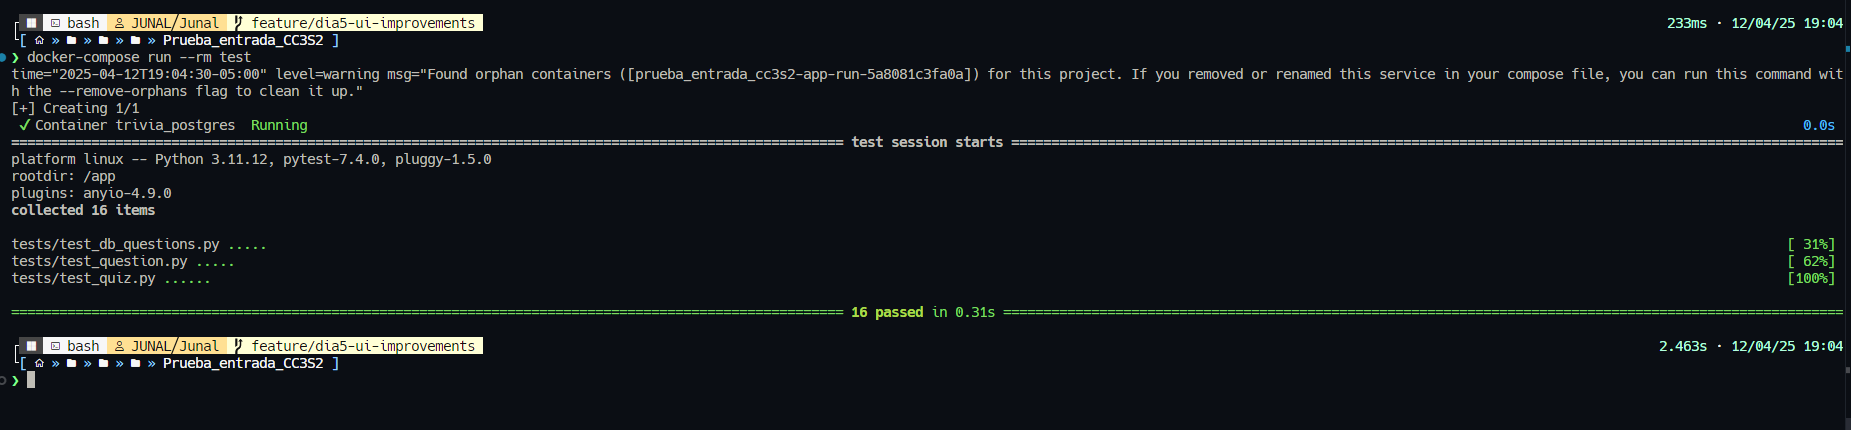 bash JUNAL/Junal feature/dia5-ui-improvements 233ms · 12/04/25 19:04
[ » » » » Prueba_entrada_CC3S2 ]
❯ docker-compose run --rm test
time="2025-04-12T19:04:30-05:00" level=warning msg="Found orphan containers ([prueba_entrada_cc3s2-app-run-5a8081c3fa0a]) for this project. If you removed or renamed this service in your compose file, you can run this command wit
h the --remove-orphans flag to clean it up."
[+] Creating 1/1
✓ Container trivia_postgres Running 0.0s
======== test session starts ========
platform linux -- Python 3.11.12, pytest-7.4.0, pluggy-1.5.0
rootdir: /app
plugins: anyio-4.9.0
collected 16 items
tests/test_db_questions.py ..... [ 31%]
tests/test_question.py ..... [ 62%]
tests/test_quiz.py ...... [100%]
======== 16 passed in 0.31s ========
bash JUNAL/Junal feature/dia5-ui-improvements 2.463s · 12/04/25 19:04
[ » » » » Prueba_entrada_CC3S2 ]
❯